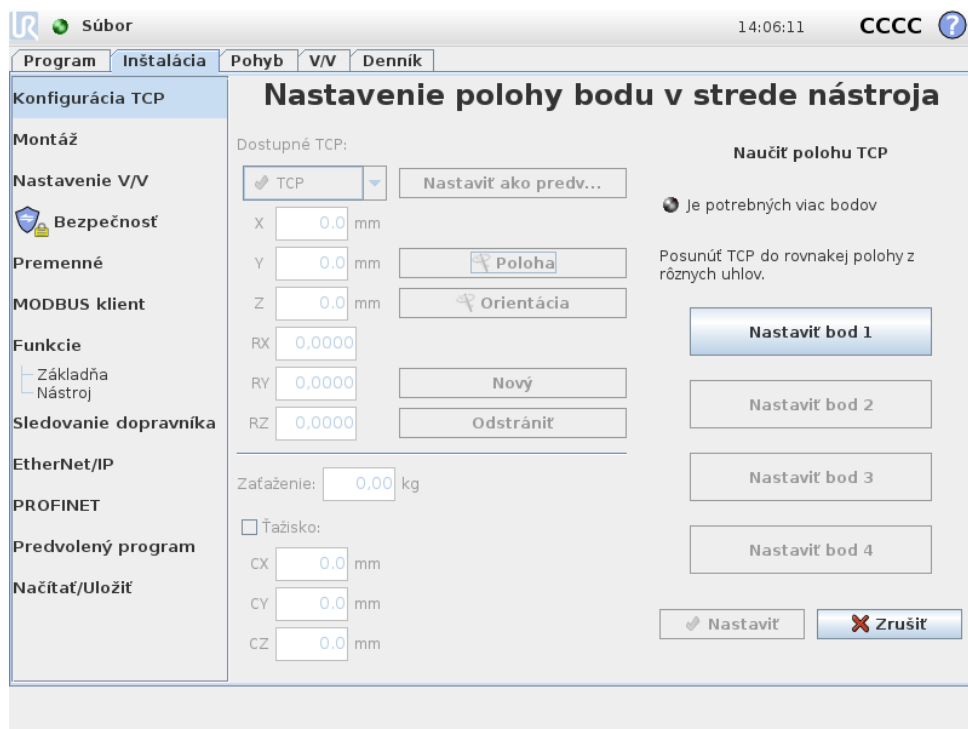 UR
Súbor
14:06:11
CCCC
?
Program
Inštalácia
Pohyb
V/V
Denník
Konfigurácia TCP
Montáž
Nastavenie V/V
Bezpečnosť
Premenné
MODBUS klient
Funkcie
Základňa
Nástroj
Sledovanie dopravníka
EtherNet/IP
PROFINET
Predvolený program
Načítať/Uložiť
Nastavenie polohy bodu v strede nástroja
Dostupné TCP:
TCP
Nastaviť ako predv...
X 0.0 mm
Y 0.0 mm
Poloha
Z 0.0 mm
Orientácia
RX 0,0000
RY 0,0000
Nový
RZ 0,0000
Odstrániť
Zaťaženie: 0,00 kg
Ťažisko:
CX 0.0 mm
CY 0.0 mm
CZ 0.0 mm
Naučiť polohu TCP
Je potrebných viac bodov
Posunúť TCP do rovnakej polohy z
rôznych uhlov.
Nastaviť bod 1
Nastaviť bod 2
Nastaviť bod 3
Nastaviť bod 4
Nastaviť
Zrušiť